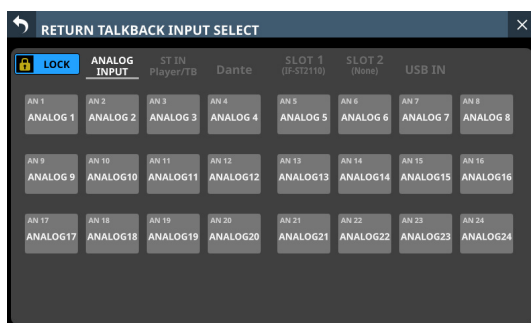 RETURN TALKBACK INPUT SELECT
LOCK
ANALOG
INPUT
ST IN
Player/TB
Dante
SLOT 1
(IF-ST2110)
SLOT 2
(None)
USB IN
AN 1 AN 2 AN 3 AN 4 AN 5 AN 6 AN 7 AN 8
ANALOG 1 ANALOG 2 ANALOG 3 ANALOG 4 ANALOG 5 ANALOG 6 ANALOG 7 ANALOG 8
AN 9 AN 10 AN 11 AN 12 AN 13 AN 14 AN 15 AN 16
ANALOG 9 ANALOG10 ANALOG11 ANALOG12 ANALOG13 ANALOG14 ANALOG15 ANALOG16
AN 17 AN 18 AN 19 AN 20 AN 21 AN 22 AN 23 AN 24
ANALOG17 ANALOG18 ANALOG19 ANALOG20 ANALOG21 ANALOG22 ANALOG23 ANALOG24